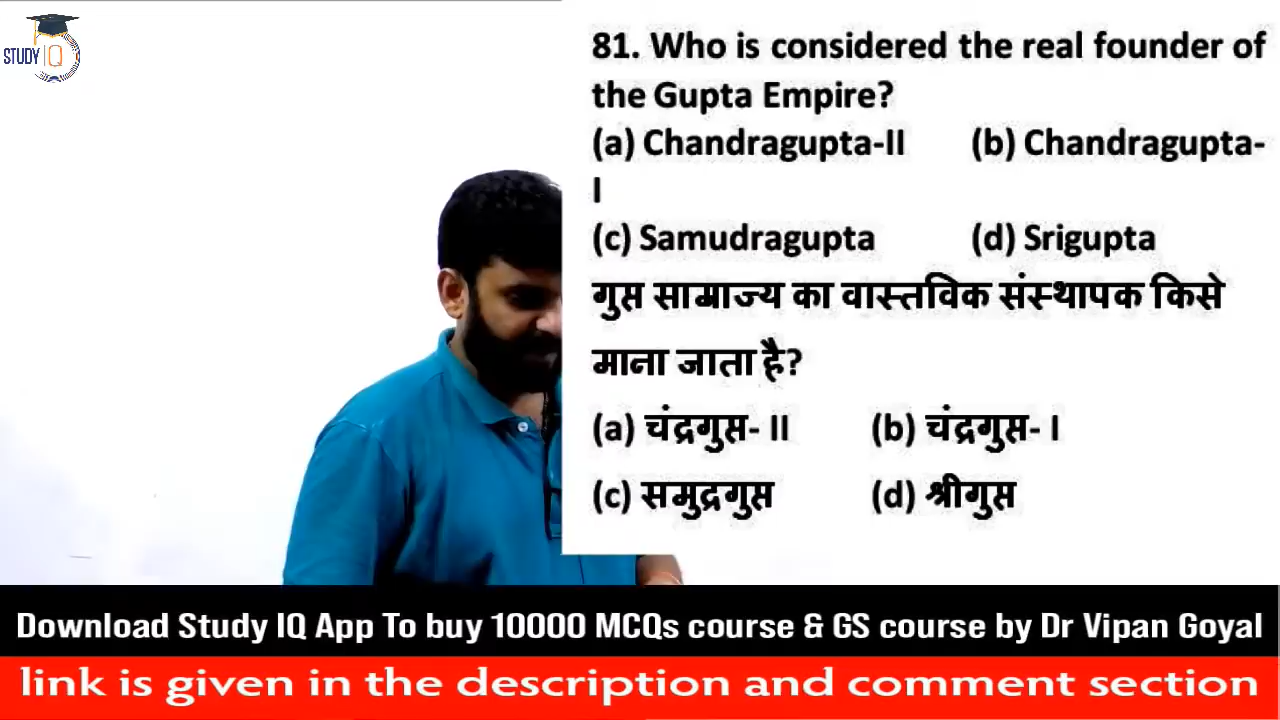 STUDY IQ
81. Who is considered the real founder of
the Gupta Empire?
(a) Chandragupta-II (b) Chandragupta-
I
(c) Samudragupta (d) Srigupta
गुप्त साम्राज्य का वास्तविक संस्थापक किसे
माना जाता है?
(a) चंद्रगुप्त- II (b) चंद्रगुप्त- I
(c) समुद्रगुप्त (d) श्रीगुप्त
Download Study IQ App To buy 10000 MCQs course & GS course by Dr Vipan Goyal
link is given in the description and comment section